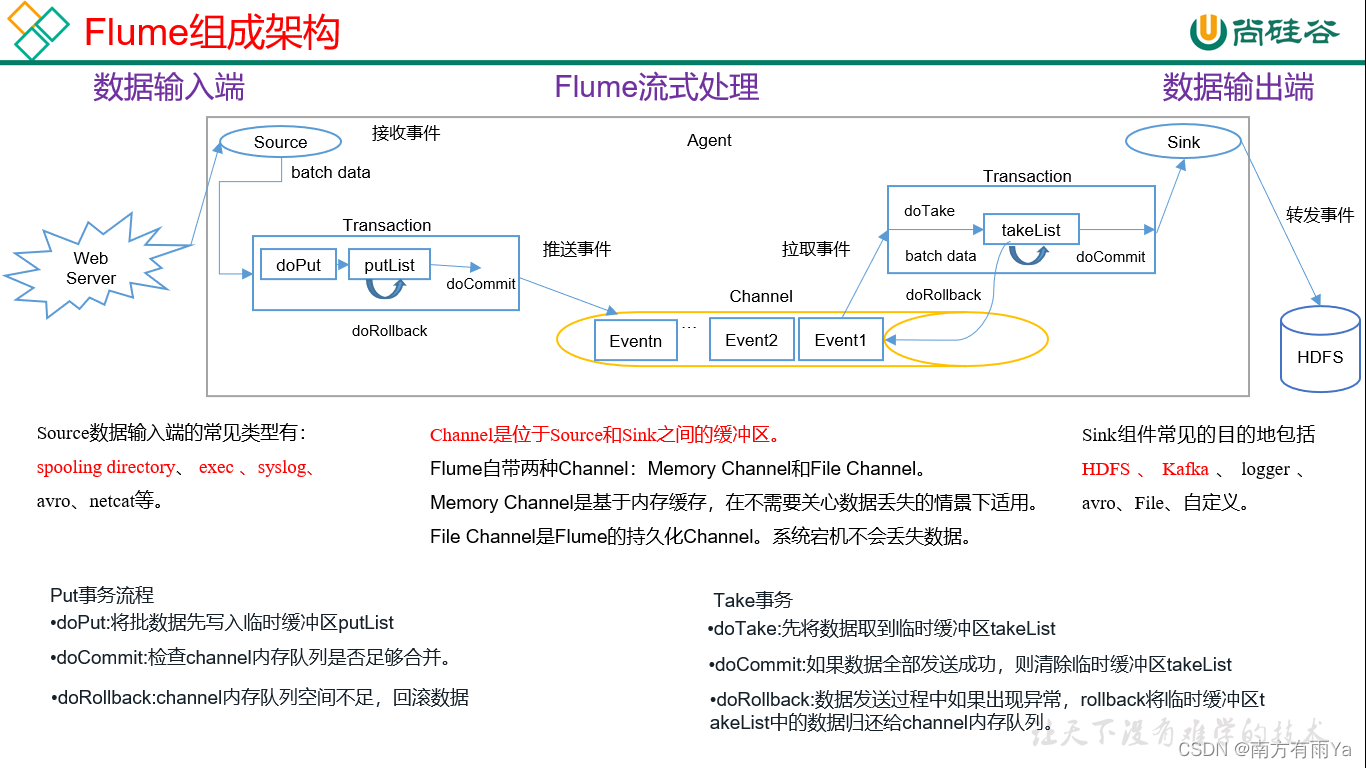 Flume组成架构
尚硅谷
数据输入端
Flume流式处理
数据输出端
Source
接收事件
Agent
Sink
batch data
Transaction
Transaction
doPut
putList
doCommit
doRollback
推送事件
拉取事件
doTake
takeList
batch data
doCommit
doRollback
转发事件
Web
Server
Channel
Eventn
...
Event2
Event1
HDFS
Source数据输入端的常见类型有：
spooling directory、 exec 、syslog、
avro、netcat等。
Channel是位于Source和Sink之间的缓冲区。
Flume自带两种Channel：Memory Channel和File Channel。
Memory Channel是基于内存缓存，在不需要关心数据丢失的情景下适用。
File Channel是Flume的持久化Channel。系统宕机不会丢失数据。
Sink组件常见的目的地包括
HDFS 、 Kafka 、 logger 、
avro、File、自定义。
Put事务流程
•doPut:将批数据先写入临时缓冲区putList
•doCommit:检查channel内存队列是否足够合并。
•doRollback:channel内存队列空间不足，回滚数据
Take事务
•doTake:先将数据取到临时缓冲区takeList
•doCommit:如果数据全部发送成功，则清除临时缓冲区takeList
•doRollback:数据发送过程中如果出现异常，rollback将临时缓冲区t
akeList中的数据归还给channel内存队列。
让天下没有难学的技术
CSDN @南方有雨Ya